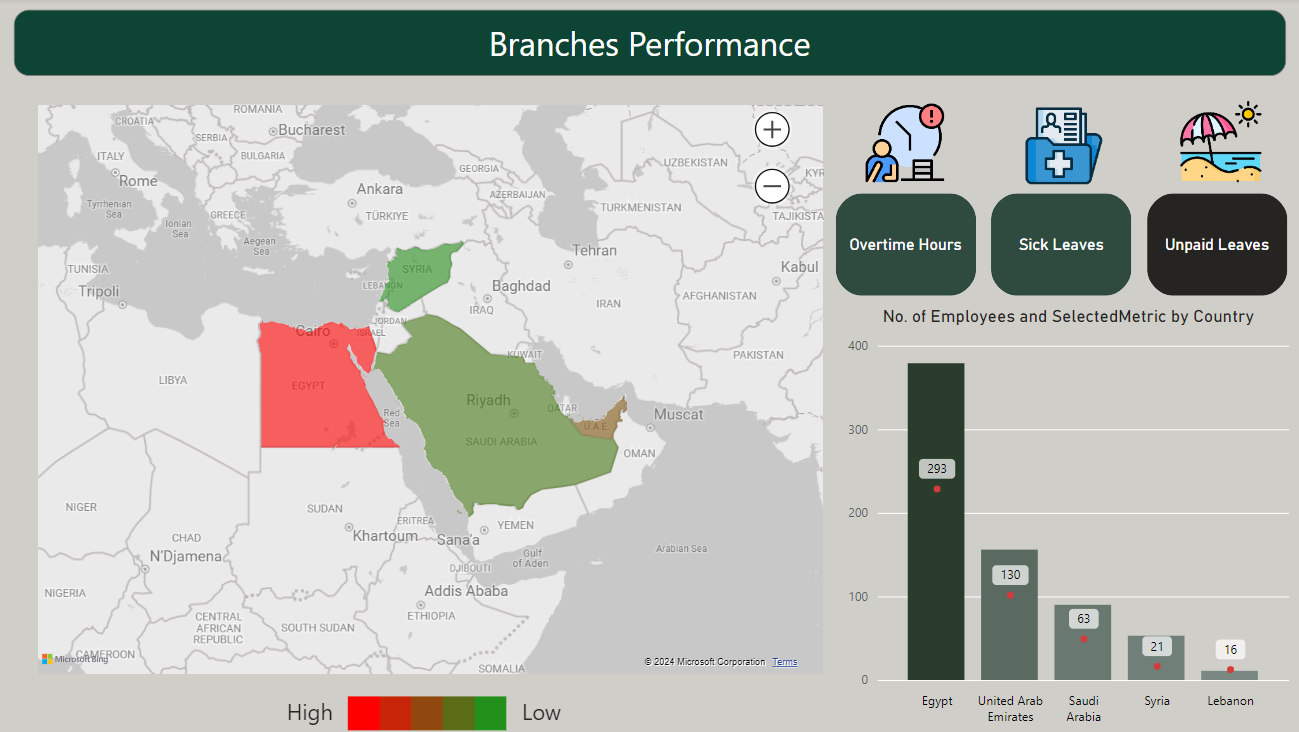 Branches Performance
ROMANIA
CROATIA
Bucharest
SERBIA
ITALY
BULGARIA
Rome
GEORGIA
UZBEKISTAN
Tyrrhenian
Sea
Ankara
AZERBAIJAN
TÜRKIYE
GREECE
TURKMENISTAN
TAJIKISTA
Ionian
Sea
Aegean
Sea
Tehran
TUNISIA
SYRIA
Kabul
Tripoli
LEBANON
Baghdad
IRAN
AFGHANISTAN
IRAQ
JORDAN
Cairo
ISRAEL
KUWAIT
PAKISTAN
LIBYA
EGYPT
Riyadh
QATAR
Red
Sea
U.A.E
Muscat
SAUDI ARABIA
OMAN
NIGER
SUDAN
ERITREA
YEMEN
CHAD
Khartoum
Sana'a
N'Djamena
Gulf
of Aden
Arabian Sea
DJIBOUTI
NIGERIA
Addis Ababa
ETHIOPIA
CENTRAL
AFRICAN
REPUBLIC
SOUTH SUDAN
CAMEROON
SOMALIA
Microsoft Bing
© 2024 Microsoft Corporation Terms
High
Low
Overtime Hours
Sick Leaves
Unpaid Leaves
No. of Employees and SelectedMetric by Country
400
300
200
100
0
293
130
63
21
16
Egypt
United Arab
Emirates
Saudi
Arabia
Syria
Lebanon